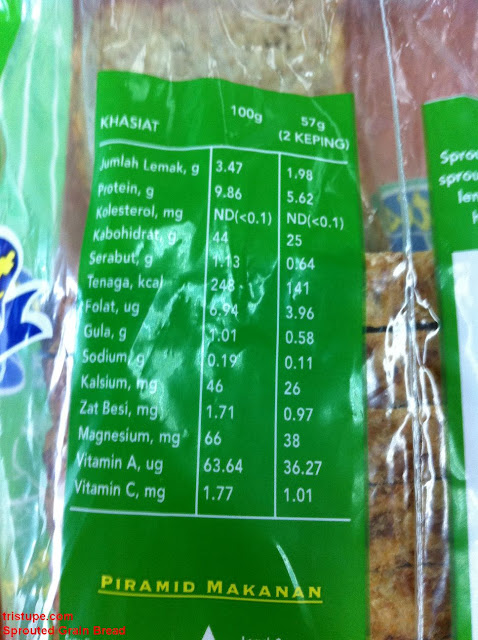 KHASIAT 100g 57g
(2 KEPING)
Jumlah Lemak, g 3.47 1.98
Protein, g 9.86 5.62
Kolesterol, mg ND(<0.1) ND(<0.1)
Kabohidrat, g 44 25
Serabut, g 1.13 0.64
Tenaga, kcal 248 141
Folat, ug 6.94 3.96
Gula, g 1.01 0.58
Sodium, g 0.19 0.11
Kalsium, mg 46 26
Zat Besi, mg 1.71 0.97
Magnesium, mg 66 38
Vitamin A, ug 63.64 36.27
Vitamin C, mg 1.77 1.01
PIRAMID MAKANAN
Sprou
sprou
len
tristupe.com
Sprouted Grain Bread